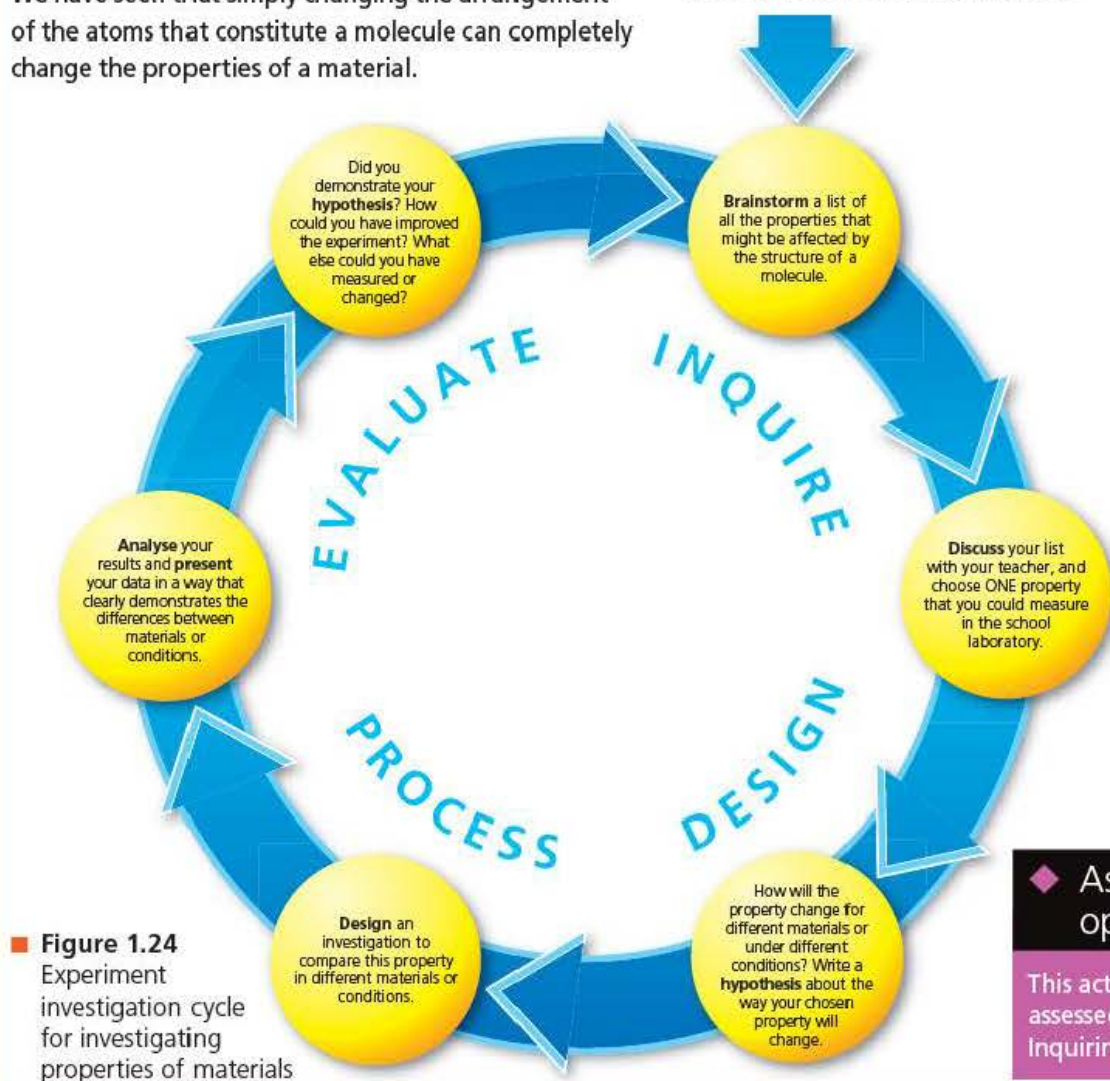 of the atoms that constitute a molecule can completely
change the properties of a material.
Brainstorm a list of
all the properties that
might be affected by
the structure of a
molecule.
Discuss your list
with your teacher, and
choose ONE property
that you could measure
in the school
laboratory.
How will the
property change for
different materials or
under different
conditions? Write a
hypothesis about the
way your chosen
property will
change.
Design an
investigation to
compare this property
in different materials or
conditions.
Analyse your
results and present
your data in a way that
clearly demonstrates the
differences between
materials or
conditions.
Did you
demonstrate your
hypothesis? How
could you have improved
the experiment? What
else could you have
measured or
changed?
INQUIRE
DESIGN
PROCESS
EVALUATE
Figure 1.24
Experiment
investigation cycle
for investigating
properties of materials
As
op
This act
assessed
Inquirin